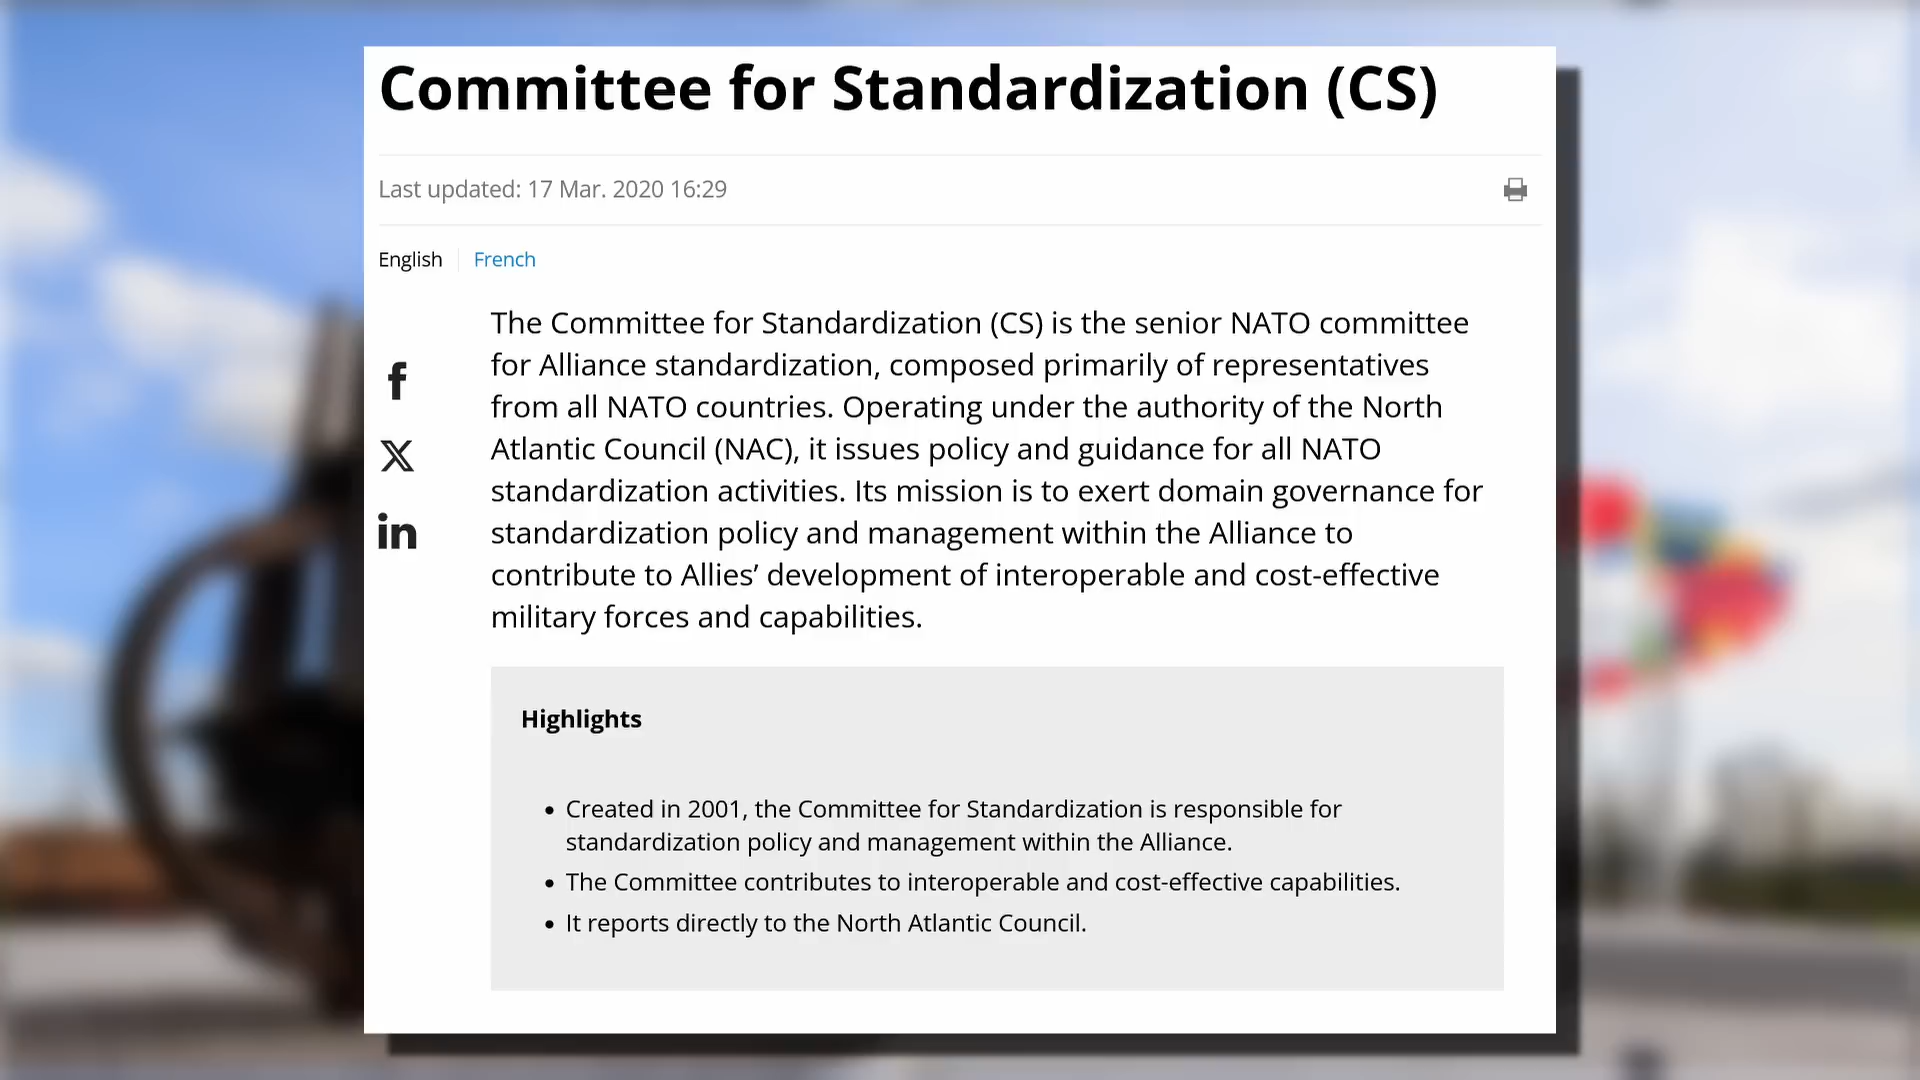 Committee for Standardization (CS)
Last updated: 17 Mar. 2020 16:29
English
French
The Committee for Standardization (CS) is the senior NATO committee
for Alliance standardization, composed primarily of representatives
from all NATO countries. Operating under the authority of the North
Atlantic Council (NAC), it issues policy and guidance for all NATO
standardization activities. Its mission is to exert domain governance for
standardization policy and management within the Alliance to
contribute to Allies’ development of interoperable and cost-effective
military forces and capabilities.
Highlights
• Created in 2001, the Committee for Standardization is responsible for
standardization policy and management within the Alliance.
• The Committee contributes to interoperable and cost-effective capabilities.
• It reports directly to the North Atlantic Council.